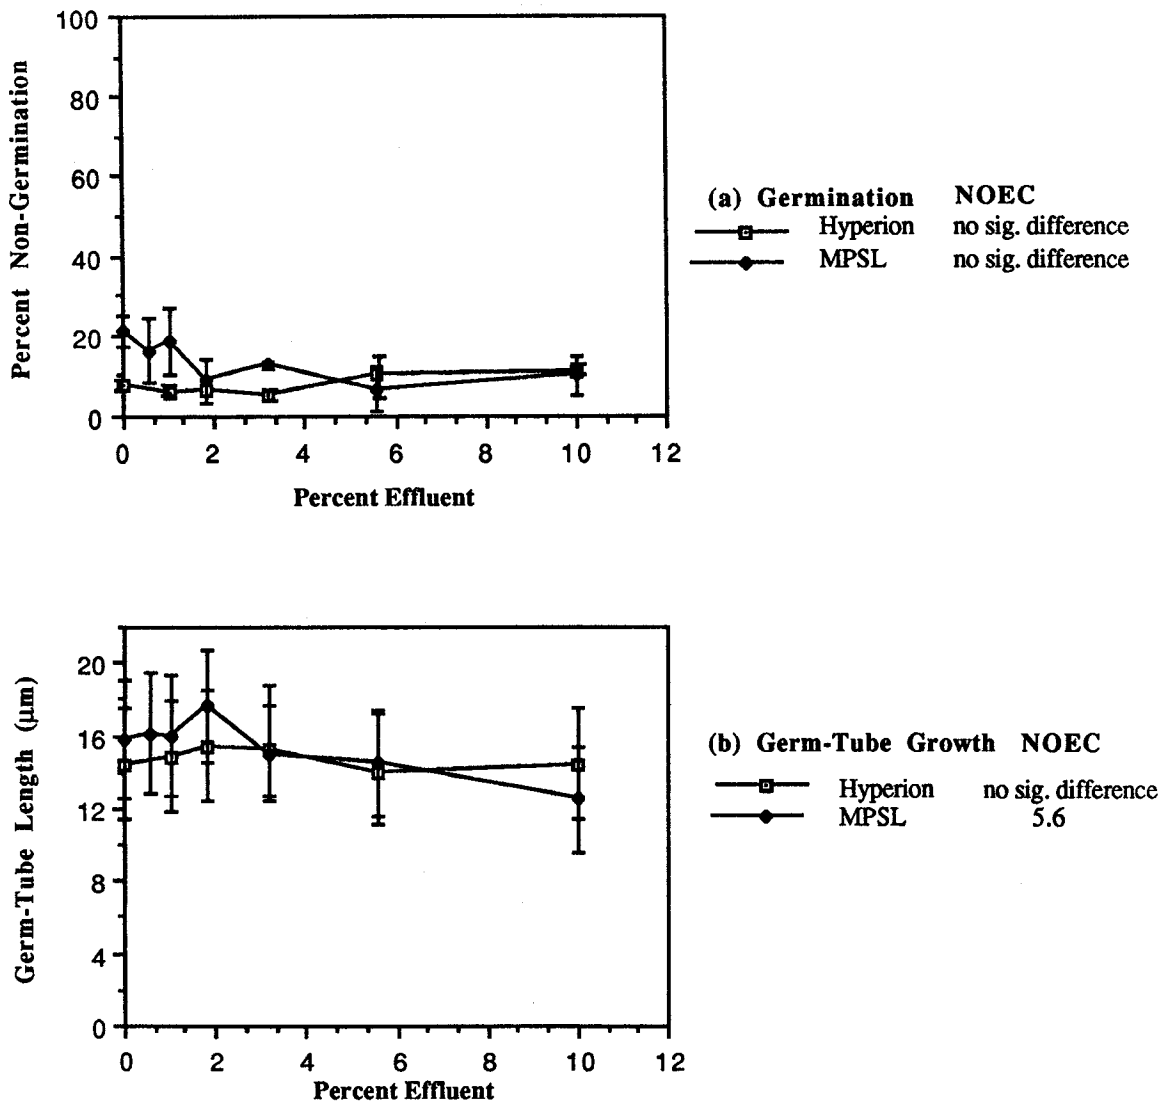 100
80
60
40
20
0
Percent Non-Germination
0 2 4 6 8 10 12
Percent Effluent
(a) Germination NOEC
Hyperion no sig. difference
MPSL no sig. difference
20
16
12
8
4
0
Germ-Tube Length (µm)
0 2 4 6 8 10 12
Percent Effluent
(b) Germ-Tube Growth NOEC
Hyperion no sig. difference
MPSL 5.6